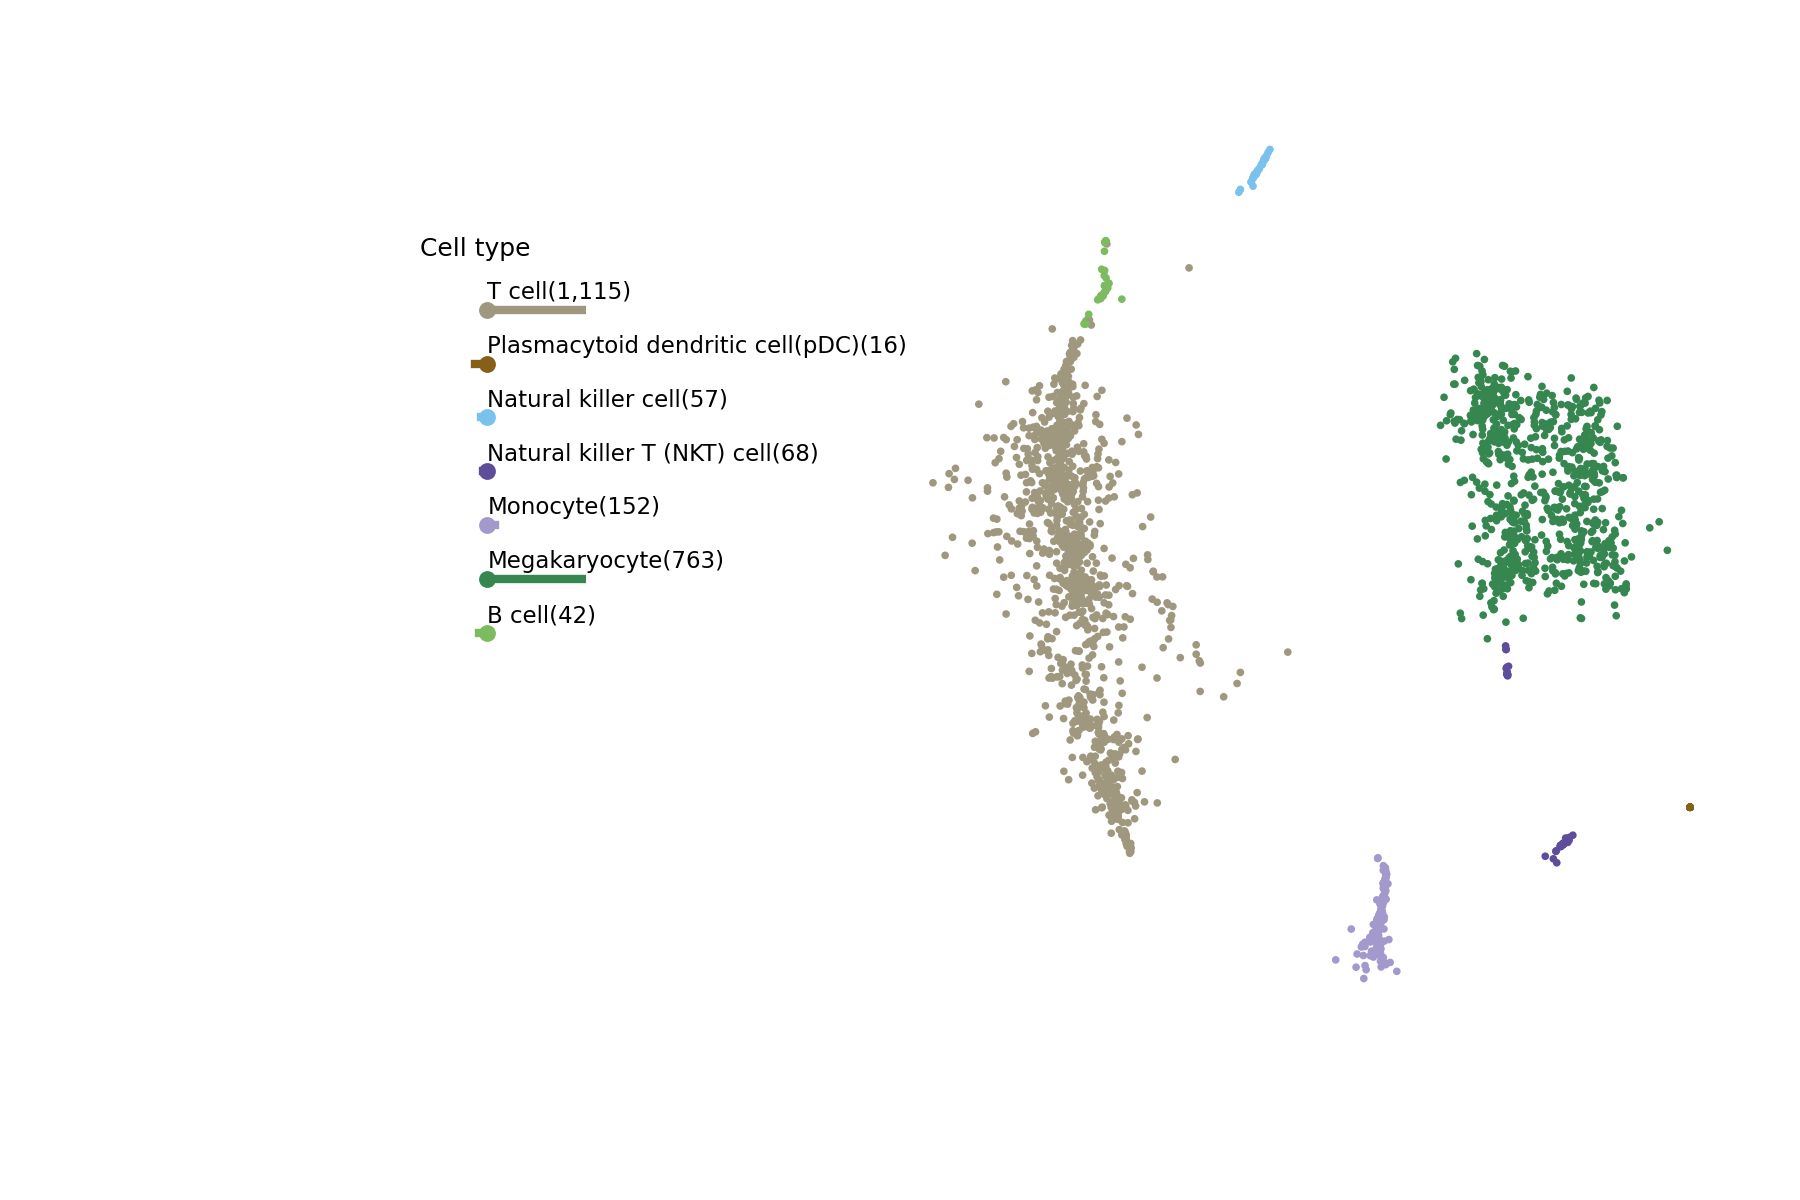 Cell type
T cell(1,115)
Plasmacytoid dendritic cell(pDC)(16)
Natural killer cell(57)
Natural killer T (NKT) cell(68)
Monocyte(152)
Megakaryocyte(763)
B cell(42)